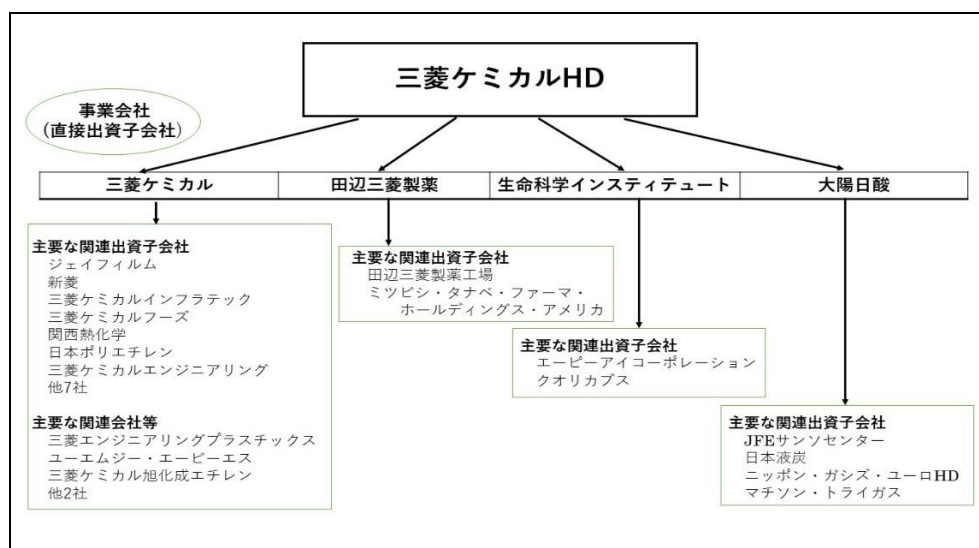 三菱ケミカルHD
事業会社
(直接出資子会社)
三菱ケミカル
田辺三菱製薬
生命科学インスティテュート
大陽日酸
主要な関連出資子会社
ジェイフィルム
新菱
三菱ケミカルインフラテック
三菱ケミカルフーズ
関西熱化学
日本ポリエチレン
三菱ケミカルエンジニアリング
他7社
主要な関連会社等
三菱エンジニアリングプラスチックス
ユーエムジー・エービーエス
三菱ケミカル旭化成エチレン
他2社
主要な関連出資子会社
田辺三菱製薬工場
ミツビシ・タナベ・ファーマ・
ホールディングス・アメリカ
主要な関連出資子会社
エーピーアイコーポレーション
クオリカプス
主要な関連出資子会社
JFEサンソセンター
日本液炭
ニッポン・ガシズ・ユーロHD
マチソン・トライガス